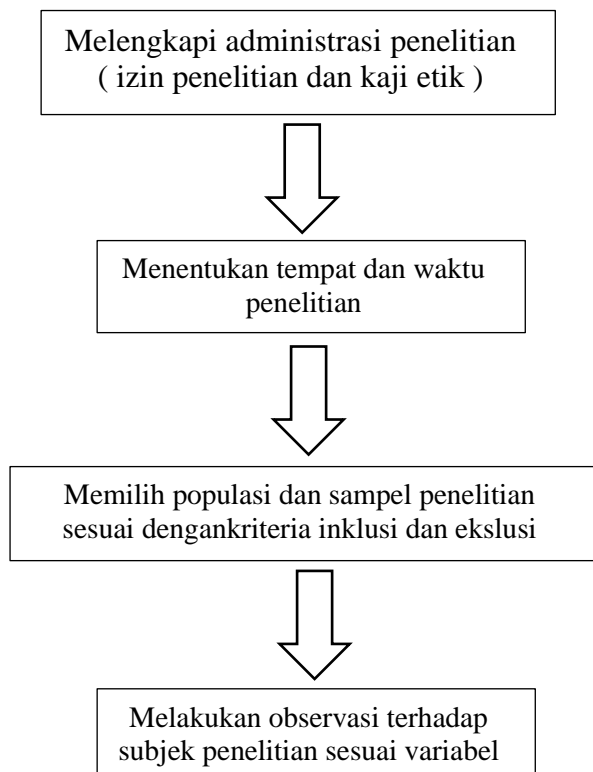 Melengkapi administrasi penelitian
( izin penelitian dan kaji etik )
Menentukan tempat dan waktu
penelitian
Memilih populasi dan sampel penelitian
sesuai dengankriteria inklusi dan ekslusi
Melakukan observasi terhadap
subjek penelitian sesuai variabel